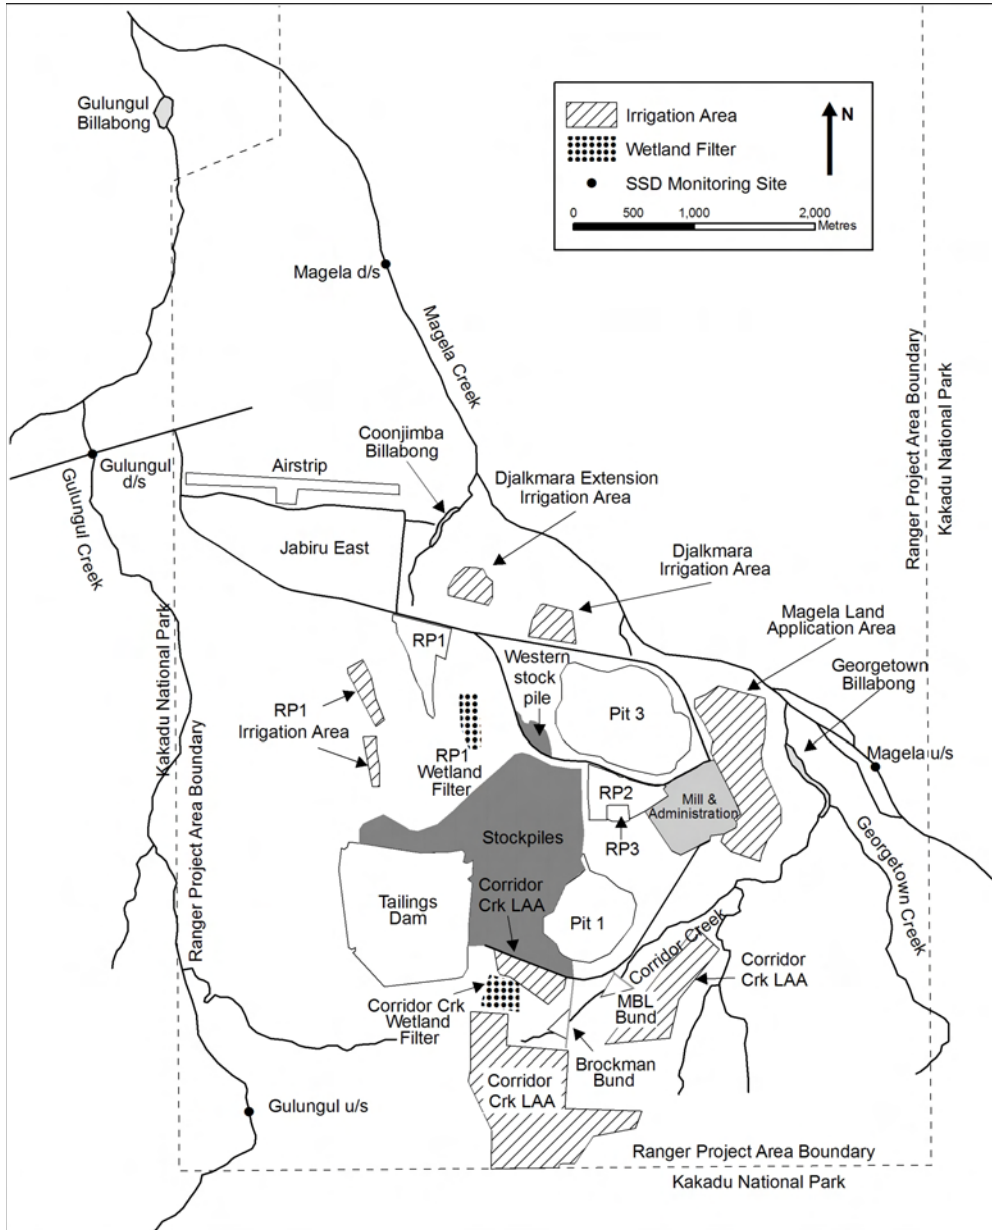 Gulungul
Billabong
Irrigation Area
Wetland Filter
SSD Monitoring Site
N
0 500 1,000 2,000
Metres
Magela d/s
Magela Creek
Ranger Project Area Boundary
Kakadu National Park
Coonjimba
Billabong
Gulungul
d/s
Airstrip
Djalkmara Extension
Irrigation Area
Gulungul Creek
Jabiru East
Djalkmara
Irrigation Area
Magela Land
Application Area
Kakadu National Park
Ranger Project Area Boundary
RP1
Western
stock
pile
Georgetown
Billabong
RP1
Irrigation Area
Pit 3
Magela u/s
RP1
Wetland
Filter
RP2
Mill &
Administration
RP3
Stockpiles
Georgetown Creek
Tailings
Dam
Corridor
Crk LAA
Pit 1
Corridor Creek
Corridor
Crk LAA
Corridor Crk
Wetland
Filter
MBL
Bund
Brockman
Bund
Corridor
Crk LAA
Gulungul u/s
Ranger Project Area Boundary
Kakadu National Park